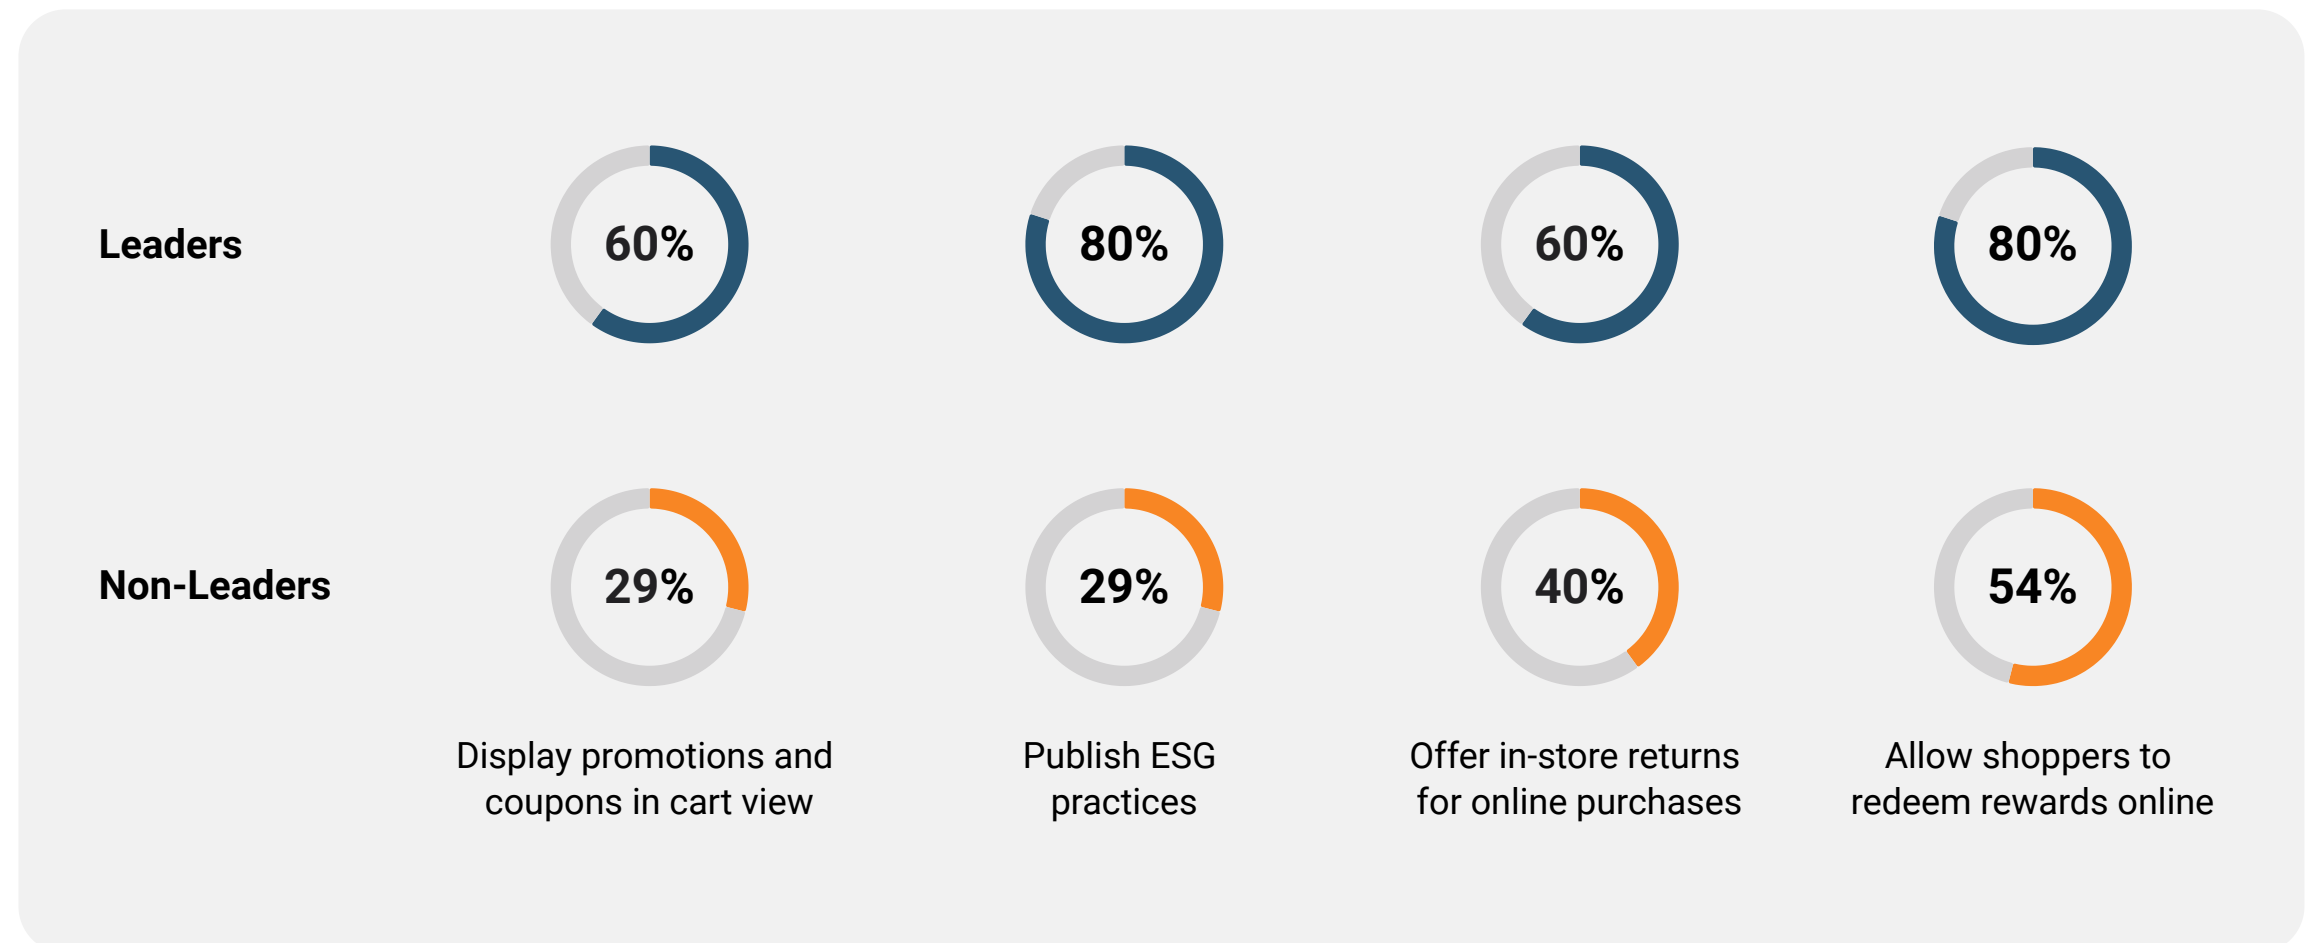 Leaders
60%
80%
60%
80%
Non-Leaders
29%
29%
40%
54%
Display promotions and
coupons in cart view
Publish ESG
practices
Offer in-store returns
for online purchases
Allow shoppers to
redeem rewards online